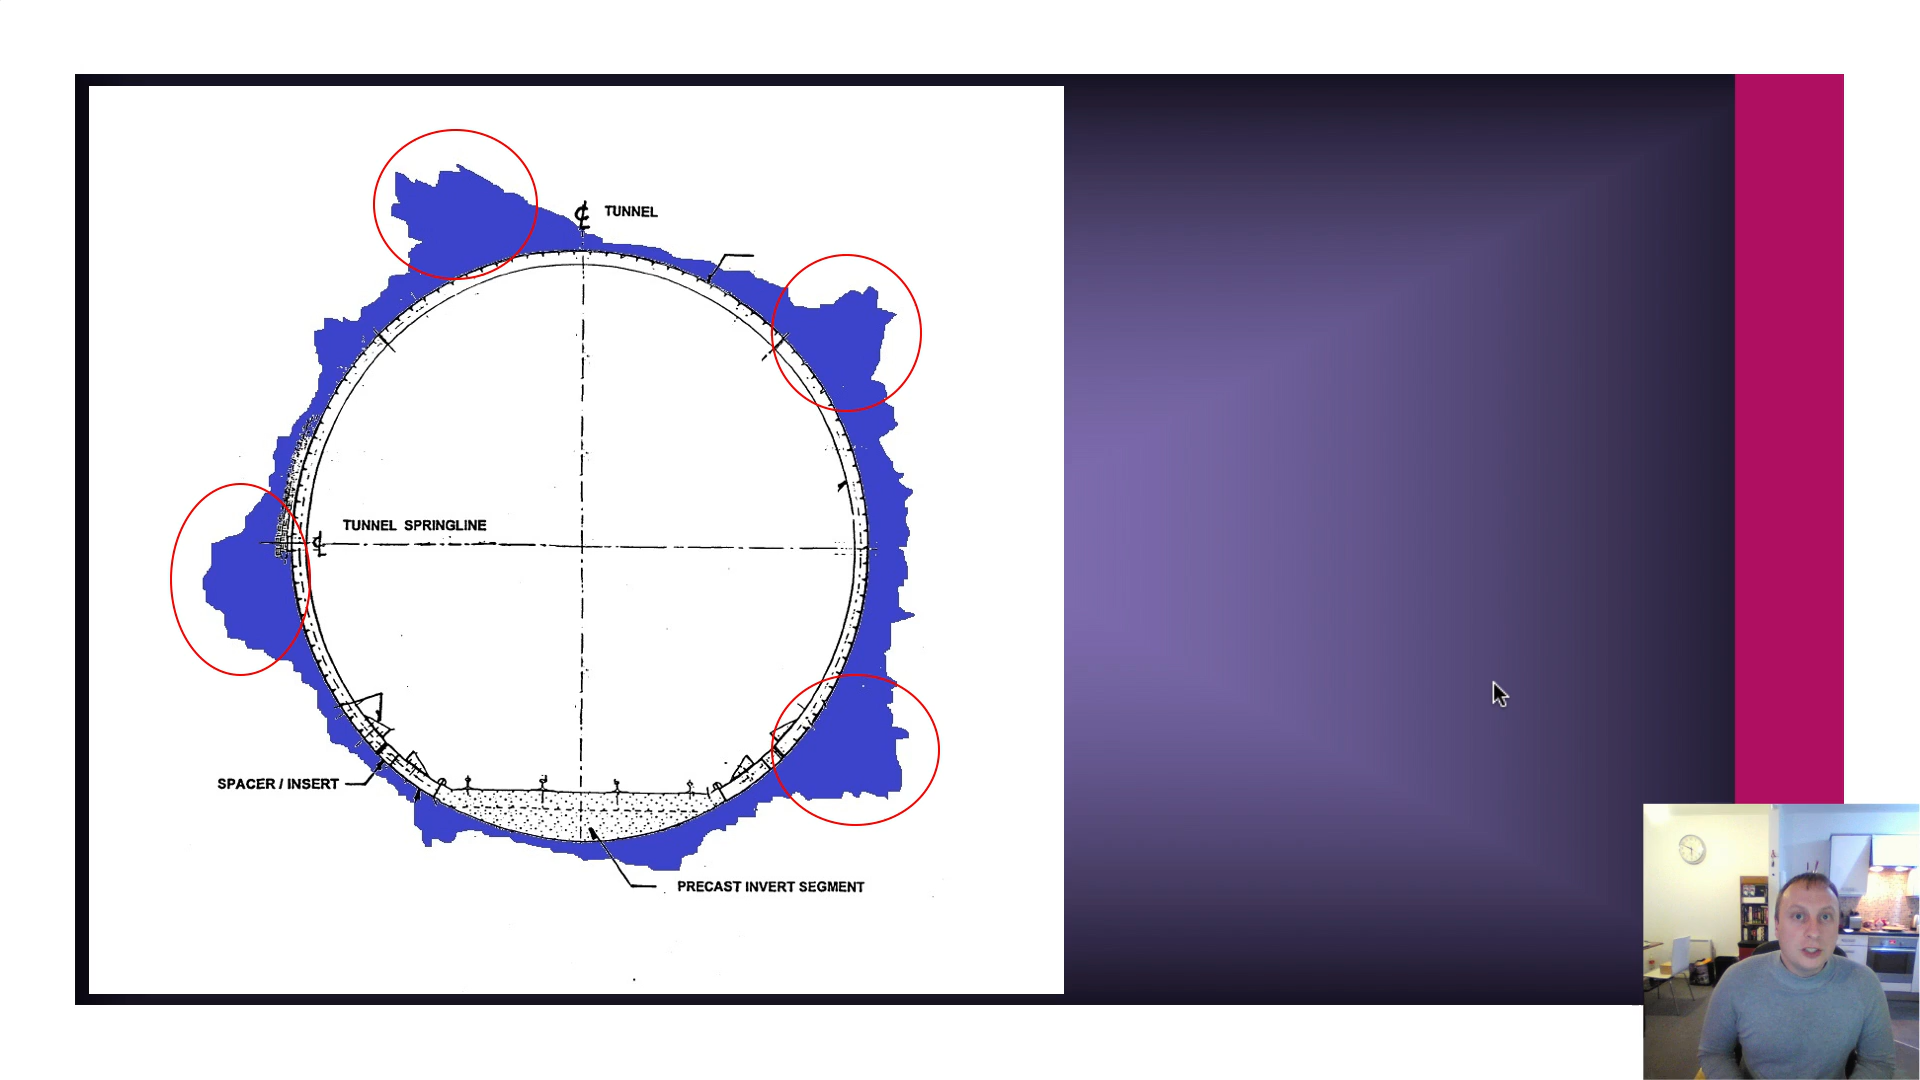 ℄ TUNNEL
TUNNEL SPRINGLINE
℄
SPACER / INSERT
PRECAST INVERT SEGMENT